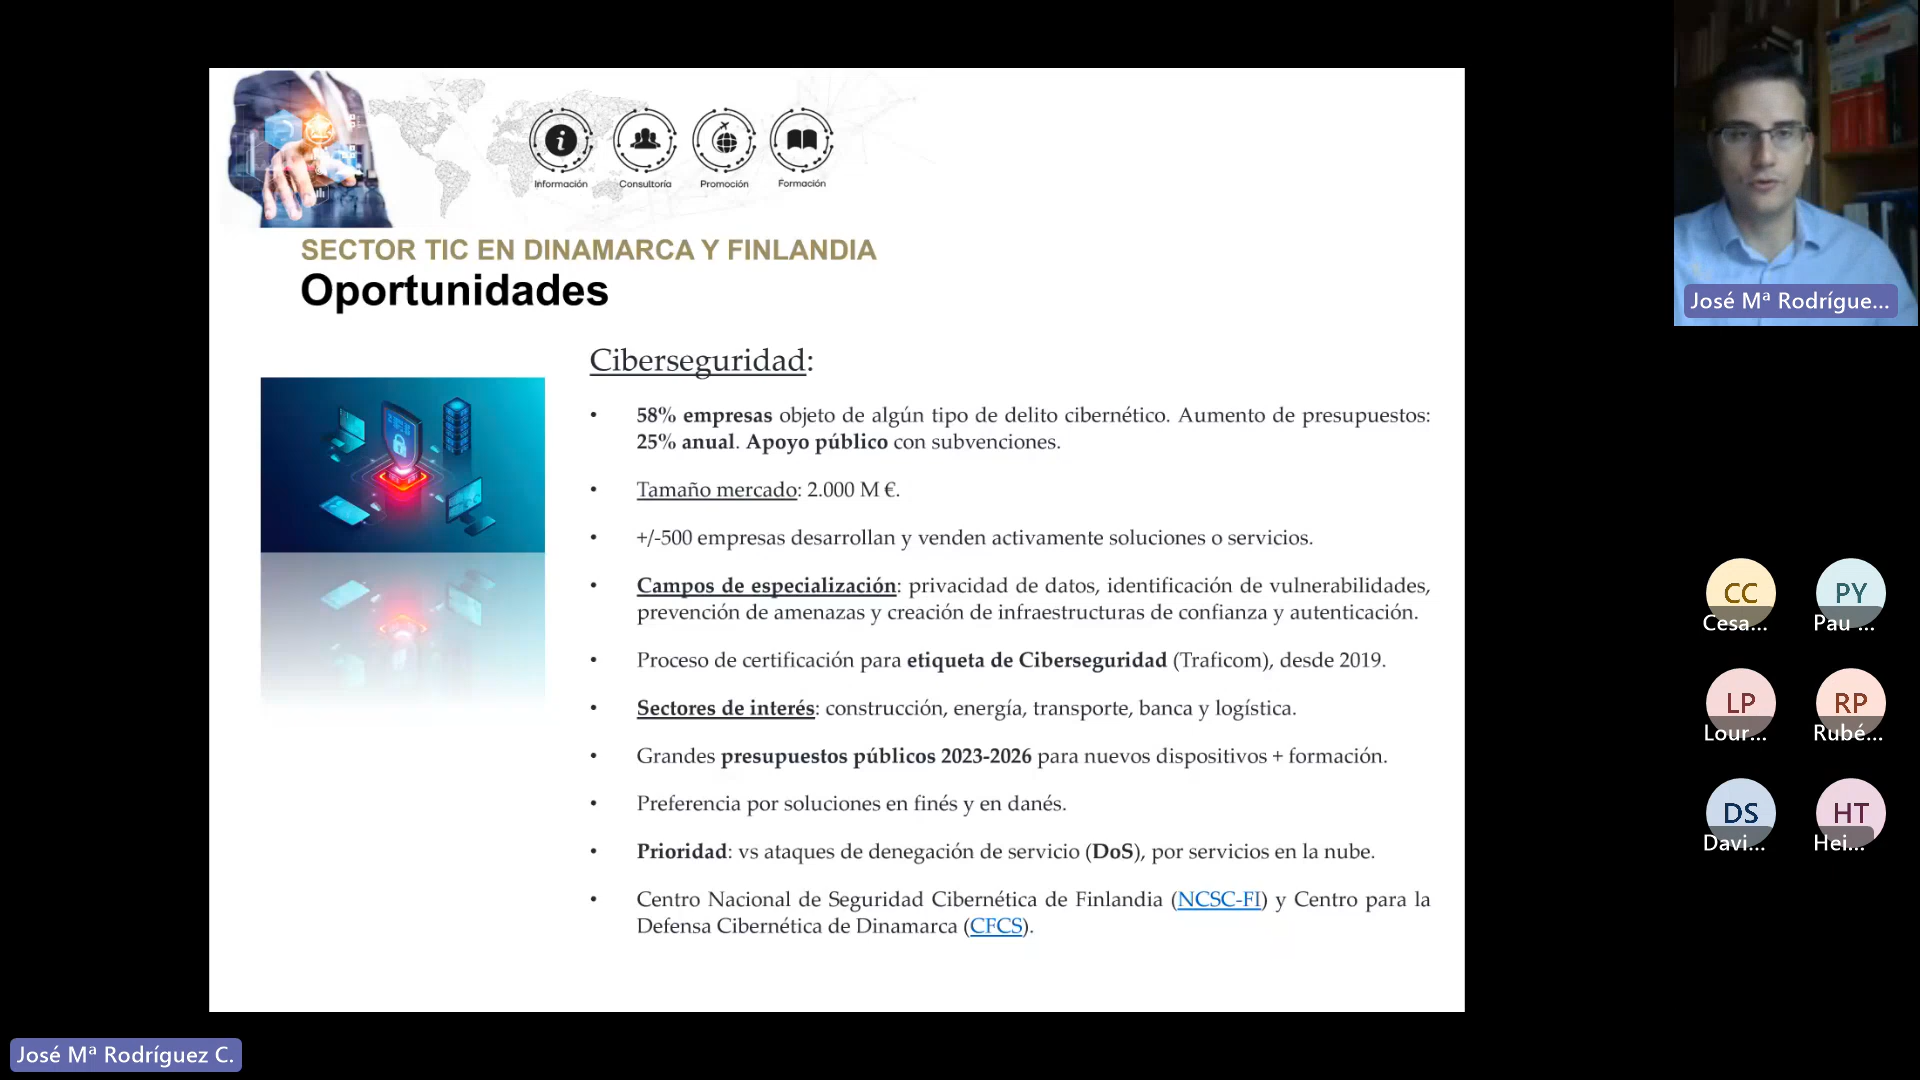 Información
Consultoría
Promoción
Formación
SECTOR TIC EN DINAMARCA Y FINLANDIA
Oportunidades
Ciberseguridad:
• 58% empresas objeto de algún tipo de delito cibernético. Aumento de presupuestos:
25% anual. Apoyo público con subvenciones.
• Tamaño mercado: 2.000 M €.
• +/-500 empresas desarrollan y venden activamente soluciones o servicios.
• Campos de especialización: privacidad de datos, identificación de vulnerabilidades,
prevención de amenazas y creación de infraestructuras de confianza y autenticación.
• Proceso de certificación para etiqueta de Ciberseguridad (Traficom), desde 2019.
• Sectores de interés: construcción, energía, transporte, banca y logística.
• Grandes presupuestos públicos 2023-2026 para nuevos dispositivos + formación.
• Preferencia por soluciones en finés y en danés.
• Prioridad: vs ataques de denegación de servicio (DoS), por servicios en la nube.
• Centro Nacional de Seguridad Cibernética de Finlandia (NCSC-FI) y Centro para la
Defensa Cibernética de Dinamarca (CFCS).
José Mª Rodrígue...
CC
Cesa...
PY
Pau ...
LP
Lour...
RP
Rubé...
DS
Davi...
HT
Hei...
José Mª Rodríguez C.